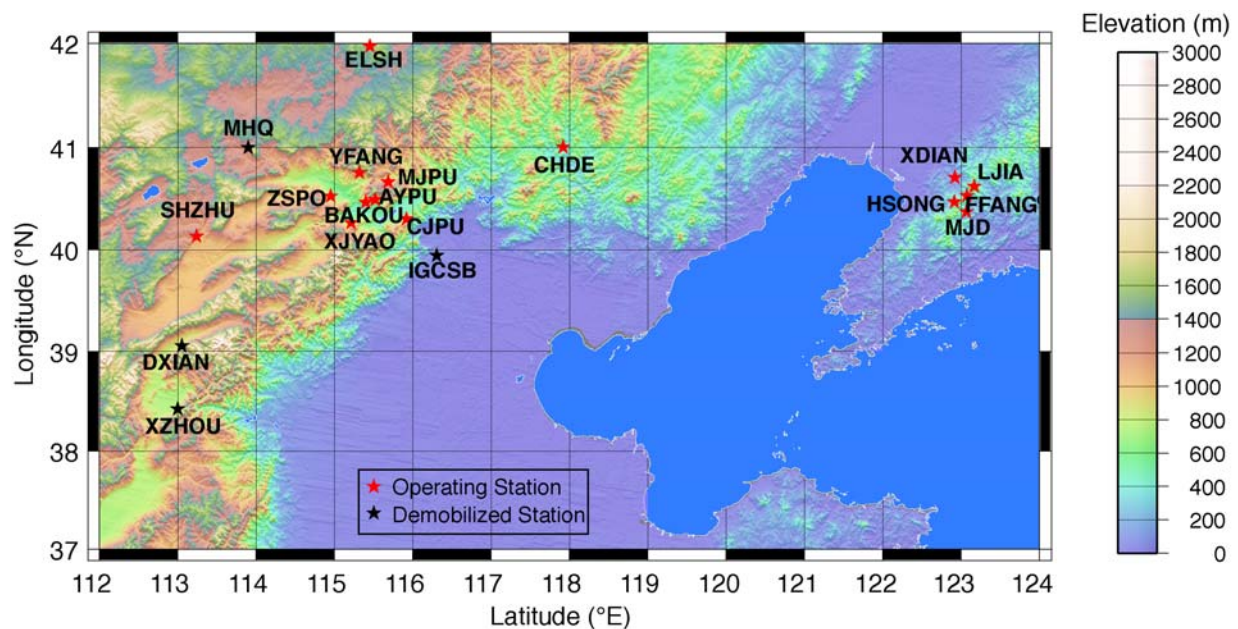 Elevation (m)
42
ELSH
3000
2800
MHQ
2600
41
YFANG
CHDE
XDIAN
2400
MJPU
LJIA
2200
ZSPO
AYPU
SHZHU
BAKOU
HSONG
FFANG
2000
CJPU
MJD
XJYAO
1800
40
IGCSB
1600
Longitude (°N)
1400
39
DXIAN
1200
1000
XZHOU
800
38
600
Operating Station
400
Demobilized Station
200
37
0
112 113 114 115 116 117 118 119 120 121 122 123 124
Latitude (°E)